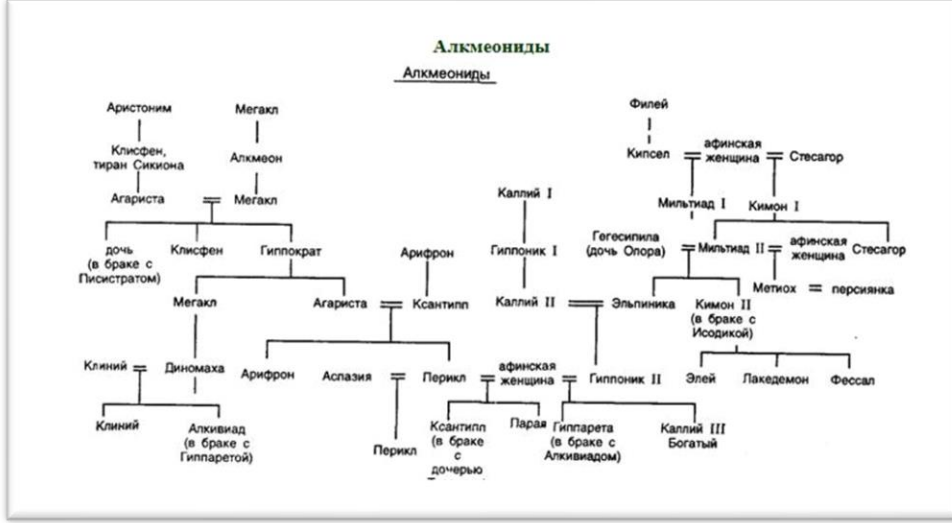 Алкмеониды
Алкмеониды
Аристоним
Мегакл
Филей
Клисфен,
тиран Сикиона
Алкмеон
Кипсел
афинская
женщина
Стесагор
Агариста
Мегакл
Каллий I
Мильтиад I
Кимон I
дочь
(в браке с
Писистратом)
Клисфен
Гиппократ
Арифрон
Гиппоник I
Гегесипила
(дочь Опора)
Мильтиад II
афинская
женщина
Стесагор
Метиох
персиянка
Мегакл
Агариста
Ксантипп
Каллий II
Эльпиника
Кимон II
(в браке с
Исодикой)
Клиний
Диномаха
Арифрон
Аспазия
Перикл
афинская
женщина
Гиппоник II
Элей
Лакедемон
Фессал
Клиний
Алкивиад
(в браке с
Гиппаретой)
Перикл
Ксантипп
(в браке
с
дочерью
Парая
Гиппарета
(в браке с
Алкивиадом)
Каллий III
Богатый